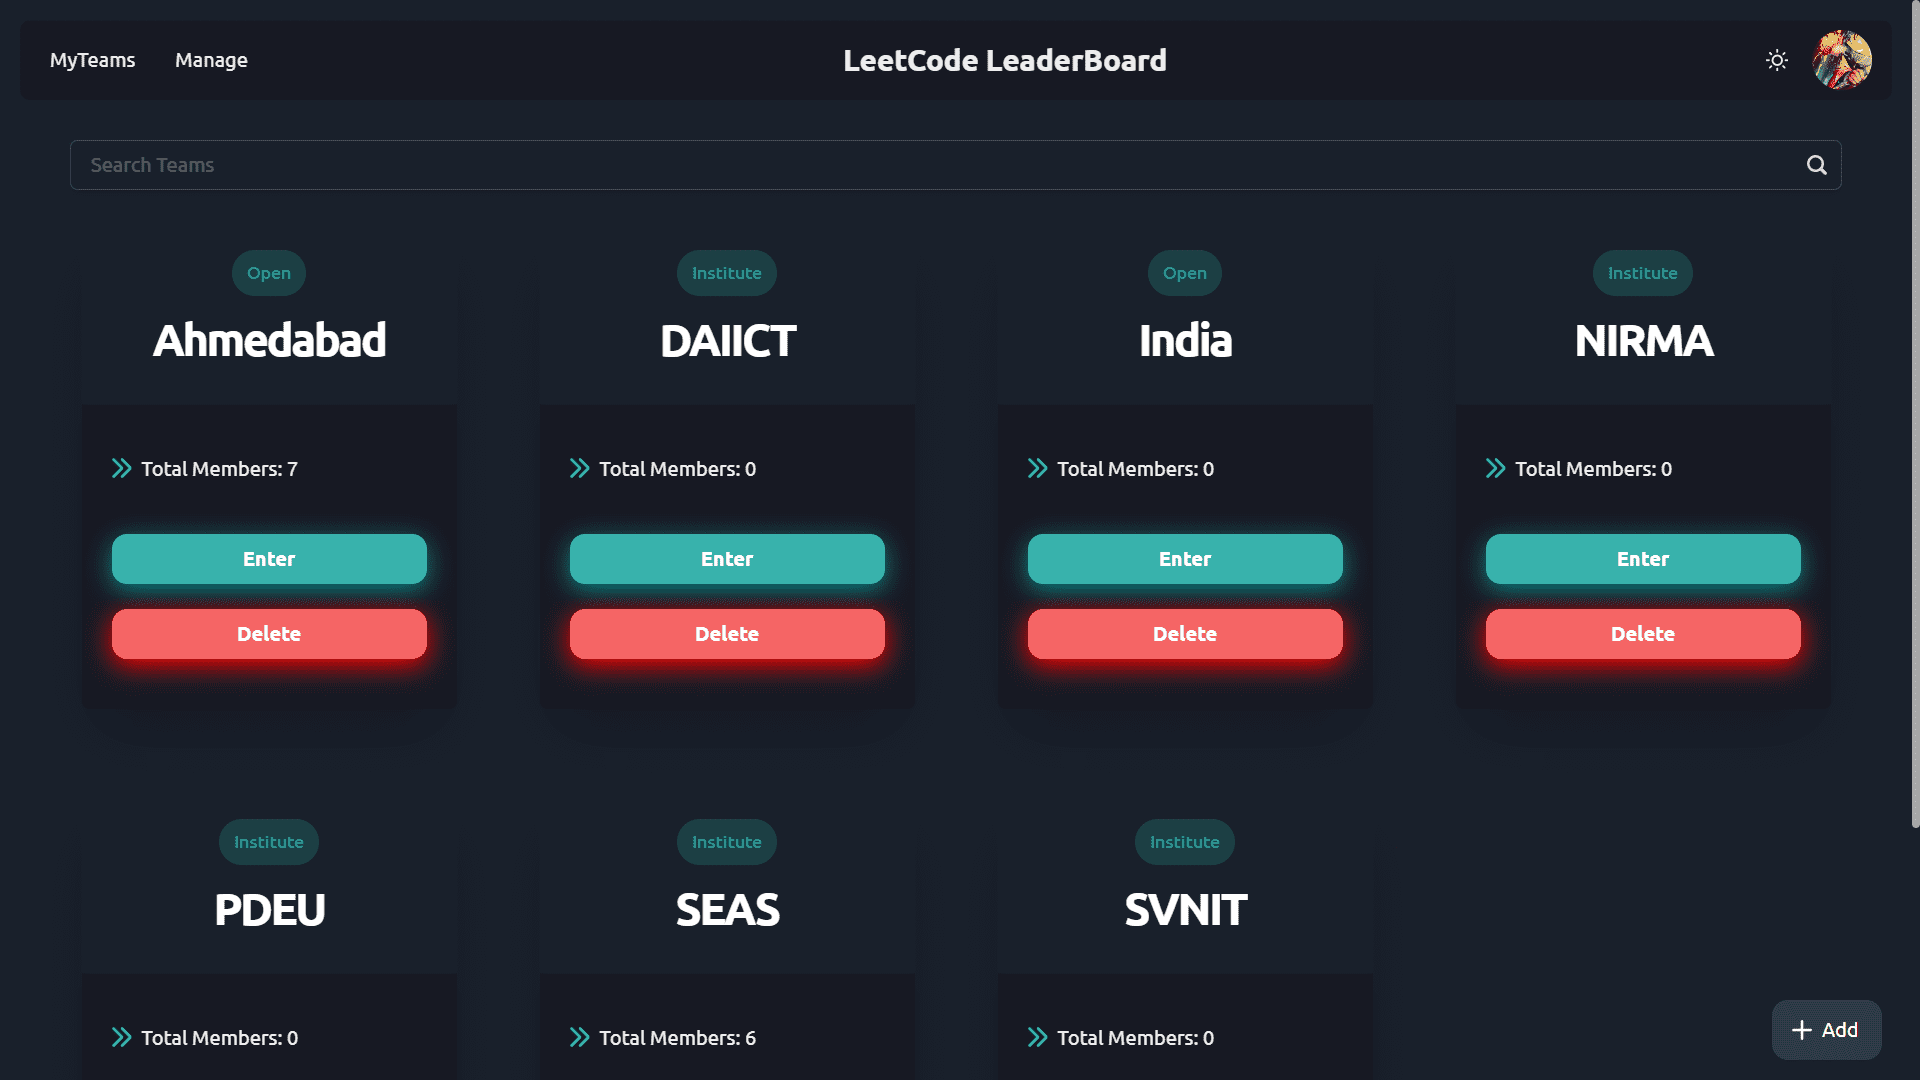 MyTeams Manage LeetCode LeaderBoard
Search Teams
Open Institute Open Institute
Ahmedabad DAIICT India NIRMA
Total Members: 7 Total Members: 0 Total Members: 0 Total Members: 0
Enter Enter Enter Enter
Delete Delete Delete Delete
Institute Institute Institute
PDEU SEAS SVNIT
Total Members: 0 Total Members: 6 Total Members: 0
Add